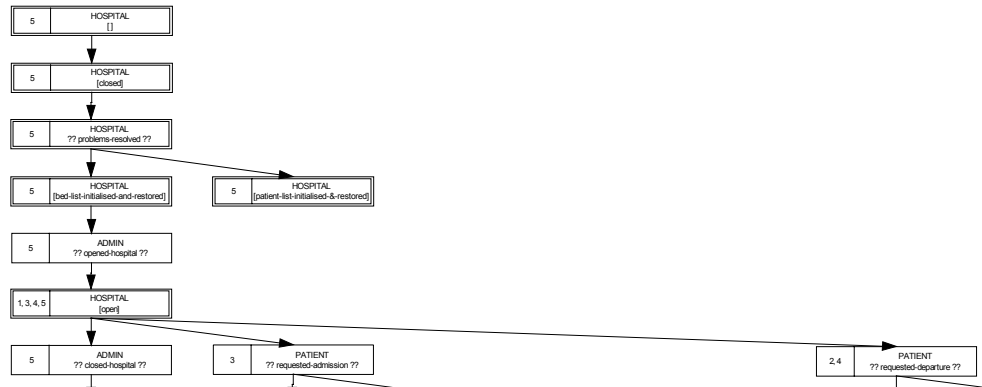 5 HOSPITAL
[ ]
5 HOSPITAL
[closed]
5 HOSPITAL
?? problems-resolved ??
5 HOSPITAL
[bed-list-initialised-and-restored]
5 HOSPITAL
[patient-list-initialised-&-restored]
5 ADMIN
?? opened-hospital ??
1, 3, 4, 5 HOSPITAL
[open]
5 ADMIN
?? closed-hospital ??
3 PATIENT
?? requested-admission ??
2, 4 PATIENT
?? requested-departure ??